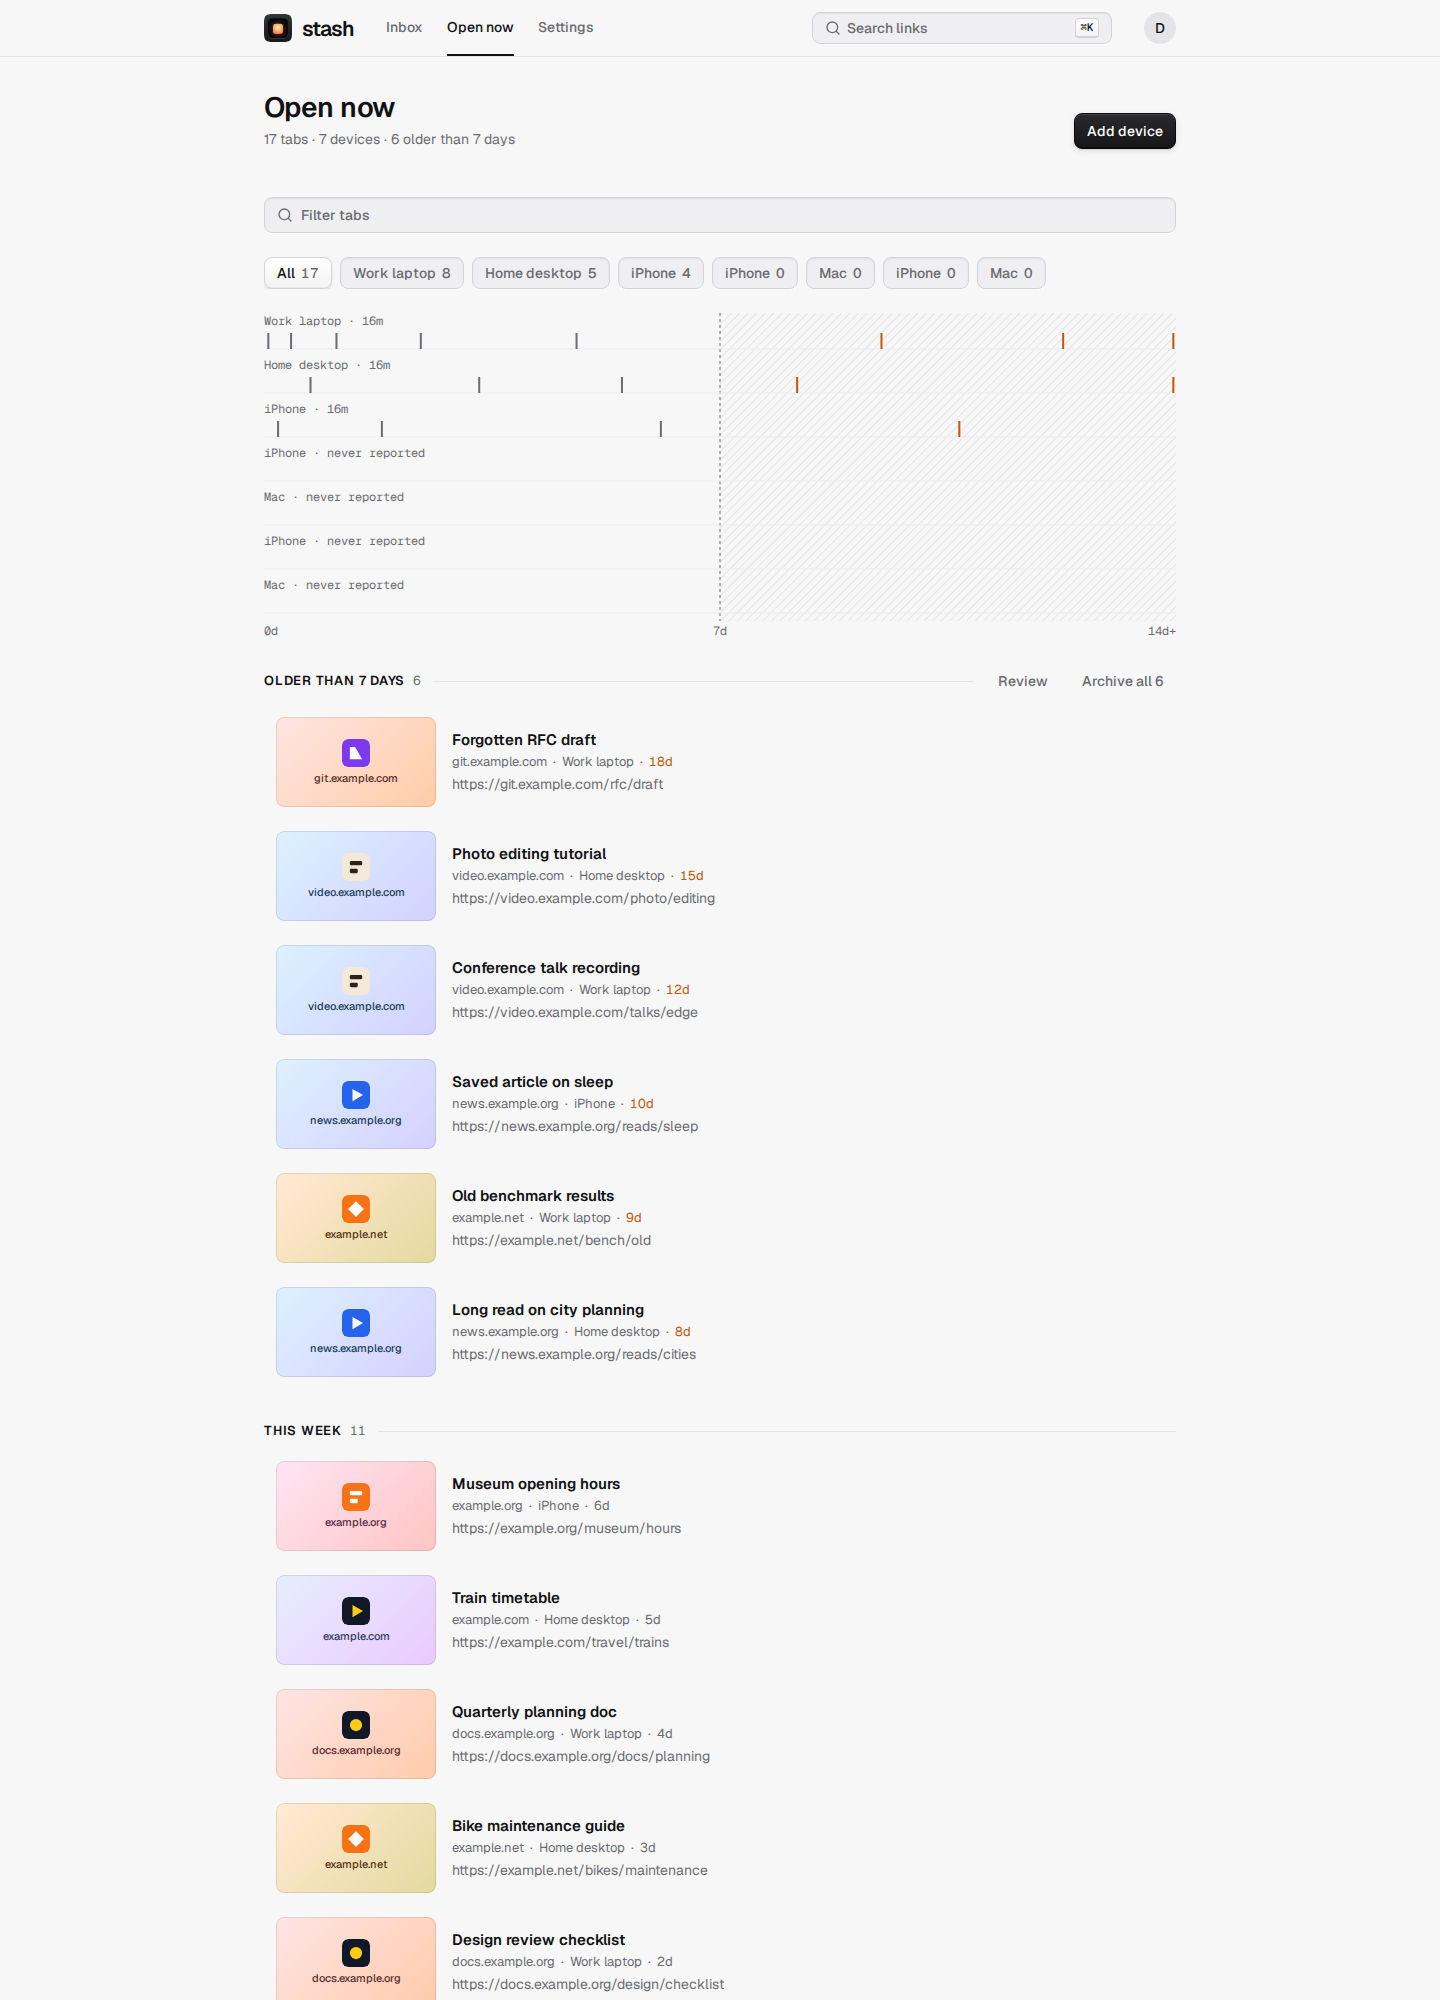 stash Inbox Open now Settings Search links ⌘K D
Open now
17 tabs · 7 devices · 6 older than 7 days
Add device
Filter tabs
All 17 Work laptop 8 Home desktop 5 iPhone 4 iPhone 0 Mac 0 iPhone 0 Mac 0
Work laptop · 16m
Home desktop · 16m
iPhone · 16m
iPhone · never reported
Mac · never reported
iPhone · never reported
Mac · never reported
0d 7d 14d+
OLDER THAN 7 DAYS 6 Review Archive all 6
git.example.com
Forgotten RFC draft
git.example.com · Work laptop · 18d
https://git.example.com/rfc/draft
video.example.com
Photo editing tutorial
video.example.com · Home desktop · 15d
https://video.example.com/photo/editing
video.example.com
Conference talk recording
video.example.com · Work laptop · 12d
https://video.example.com/talks/edge
news.example.org
Saved article on sleep
news.example.org · iPhone · 10d
https://news.example.org/reads/sleep
example.net
Old benchmark results
example.net · Work laptop · 9d
https://example.net/bench/old
news.example.org
Long read on city planning
news.example.org · Home desktop · 8d
https://news.example.org/reads/cities
THIS WEEK 11
example.org
Museum opening hours
example.org · iPhone · 6d
https://example.org/museum/hours
example.com
Train timetable
example.com · Home desktop · 5d
https://example.com/travel/trains
docs.example.org
Quarterly planning doc
docs.example.org · Work laptop · 4d
https://docs.example.org/docs/planning
example.net
Bike maintenance guide
example.net · Home desktop · 3d
https://example.net/bikes/maintenance
docs.example.org
Design review checklist
docs.example.org · Work laptop · 2d
https://docs.example.org/design/checklist